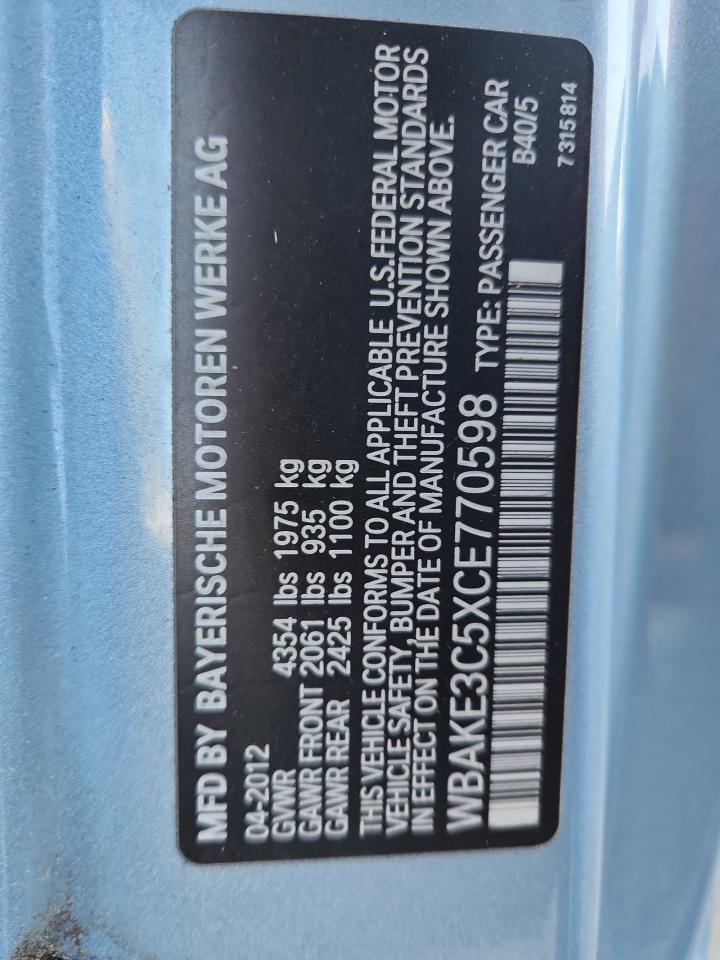 MFD BY BAYERISCHE MOTOREN WERKE AG
04-2012
GVWR 4354 lbs 1975 kg
GAWR FRONT 2061 lbs 935 kg
GAWR REAR 2425 lbs 1100 kg
THIS VEHICLE CONFORMS TO ALL APPLICABLE U.S.FEDERAL MOTOR
VEHICLE SAFETY, BUMPER AND THEFT PREVENTION STANDARDS
IN EFFECT ON THE DATE OF MANUFACTURE SHOWN ABOVE.
WBAKE3C5XCE770598 TYPE: PASSENGER CAR
B40/5
7 315 814